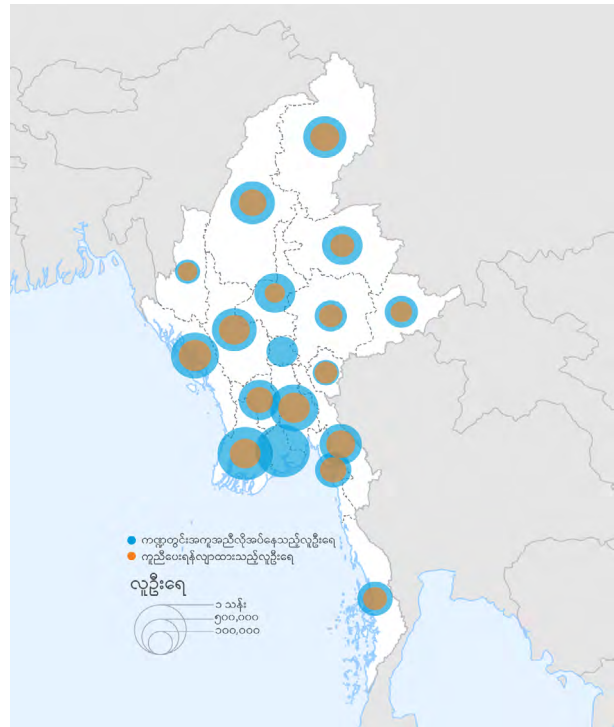 ကဏ္ဍတွင်းအကူအညီလိုအပ်နေသည့်လူဦးရေ
ကူညီပေးရန်လျာထားသည့်လူဦးရေ
လူဦးရေ
၁ သန်း
၅၀၀,၀၀၀
၁၀၀,၀၀၀